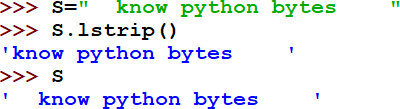 >>> S="  know python bytes    "
>>> S.lstrip()
'know python bytes    '
>>> S
'  know python bytes    '